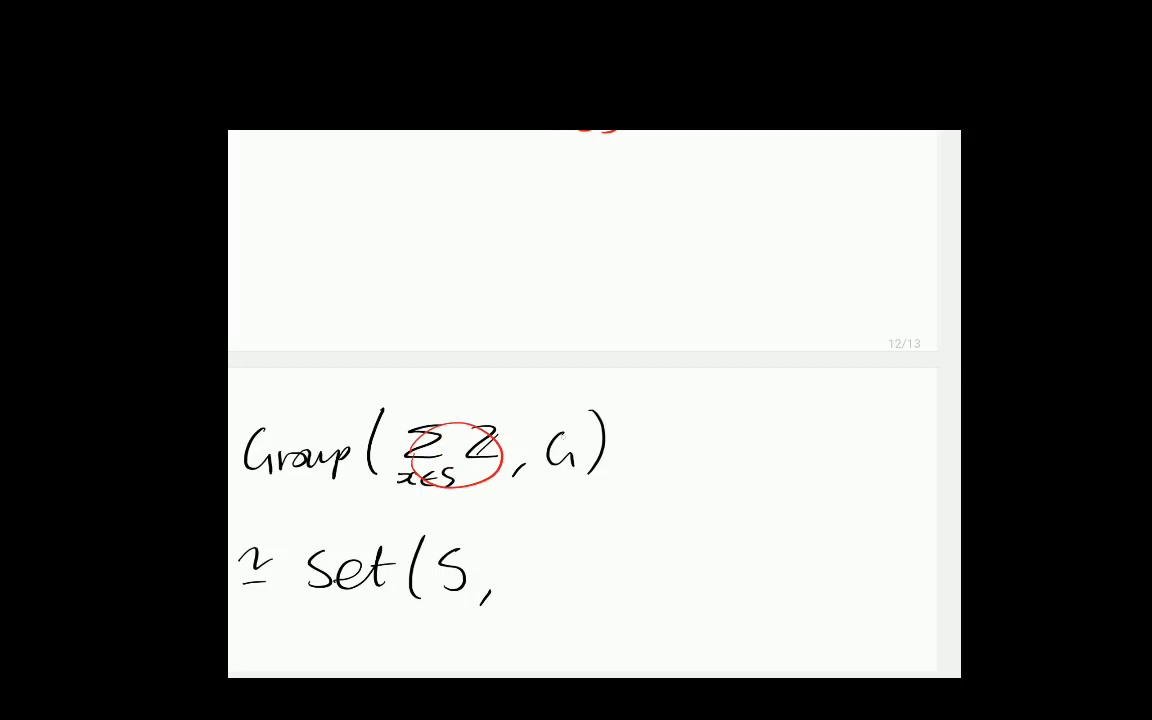 12/13
Group(∑ ℤ, G)
x∈S
≃ Set(S,